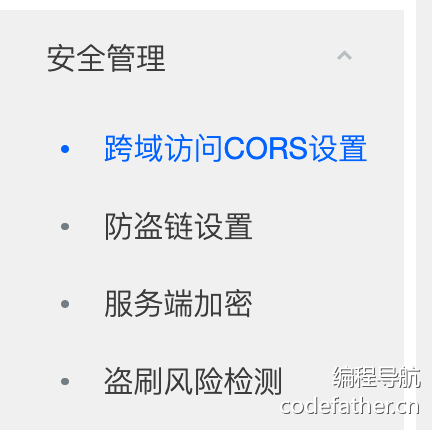 安全管理
跨域访问CORS设置
防盗链设置
服务端加密
盗刷风险检测
编程导航
codefather.cn